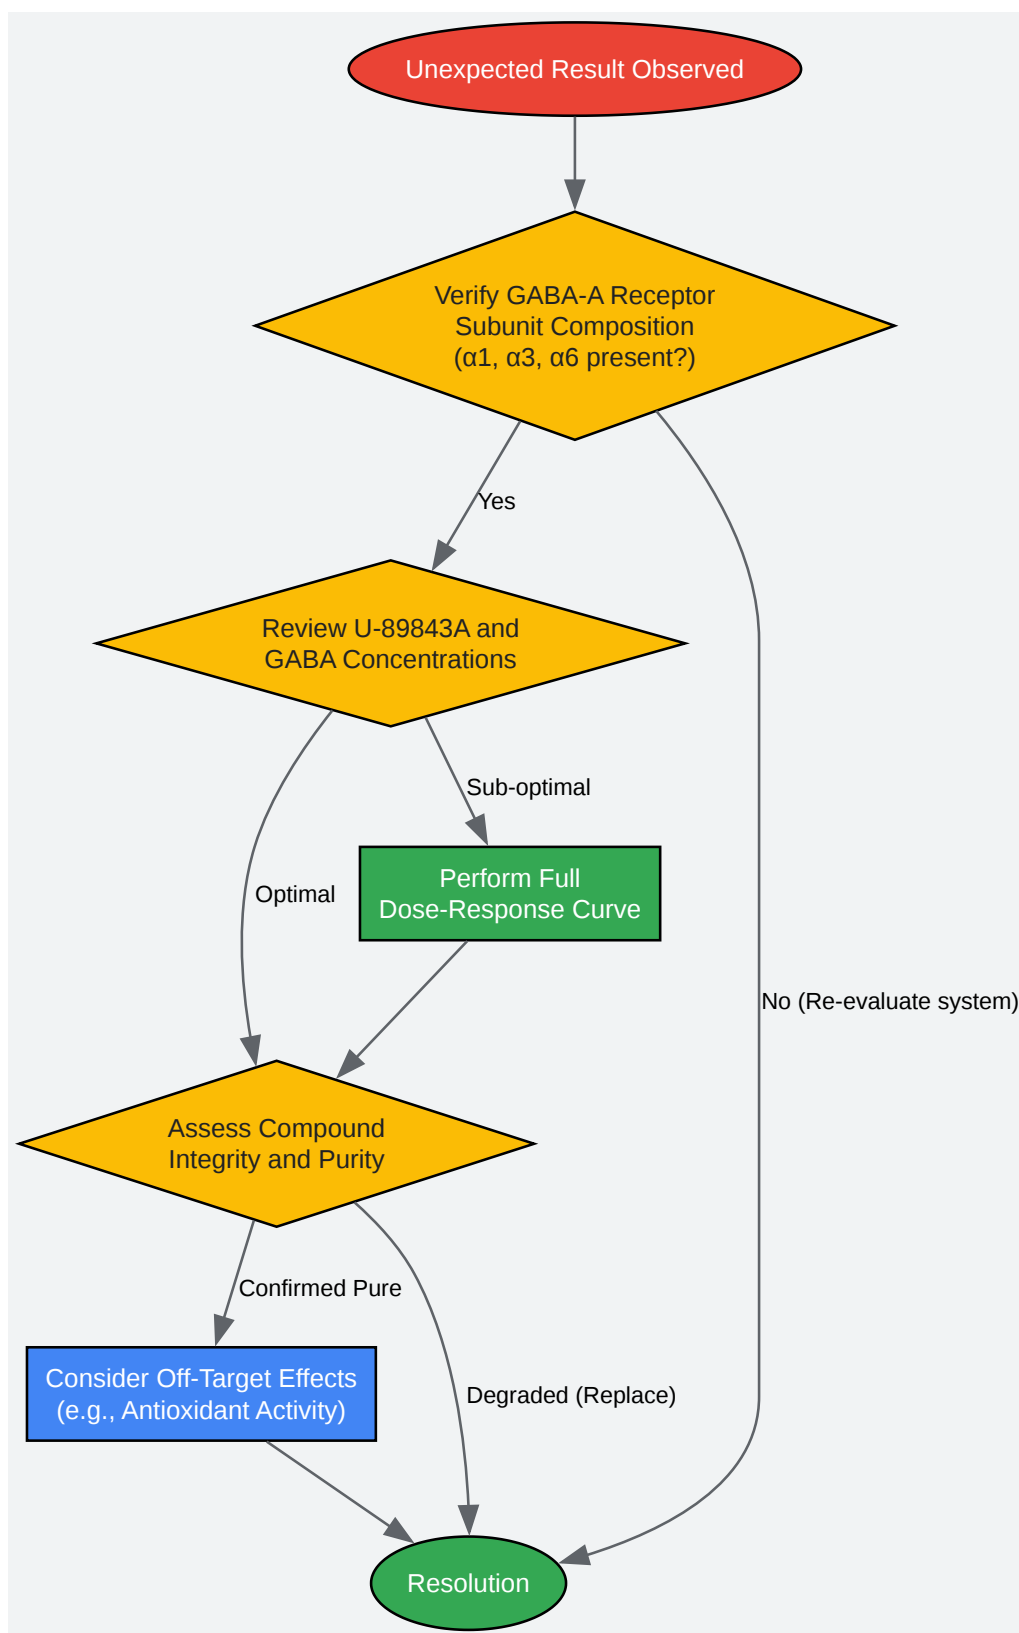 Unexpected Result Observed
Verify GABA-A Receptor
Subunit Composition
(α1, α3, α6 present?)
Yes
Review U-89843A and
GABA Concentrations
Sub-optimal
Perform Full
Dose-Response Curve
Optimal
No (Re-evaluate system)
Assess Compound
Integrity and Purity
Confirmed Pure
Consider Off-Target Effects
(e.g., Antioxidant Activity)
Degraded (Replace)
Resolution